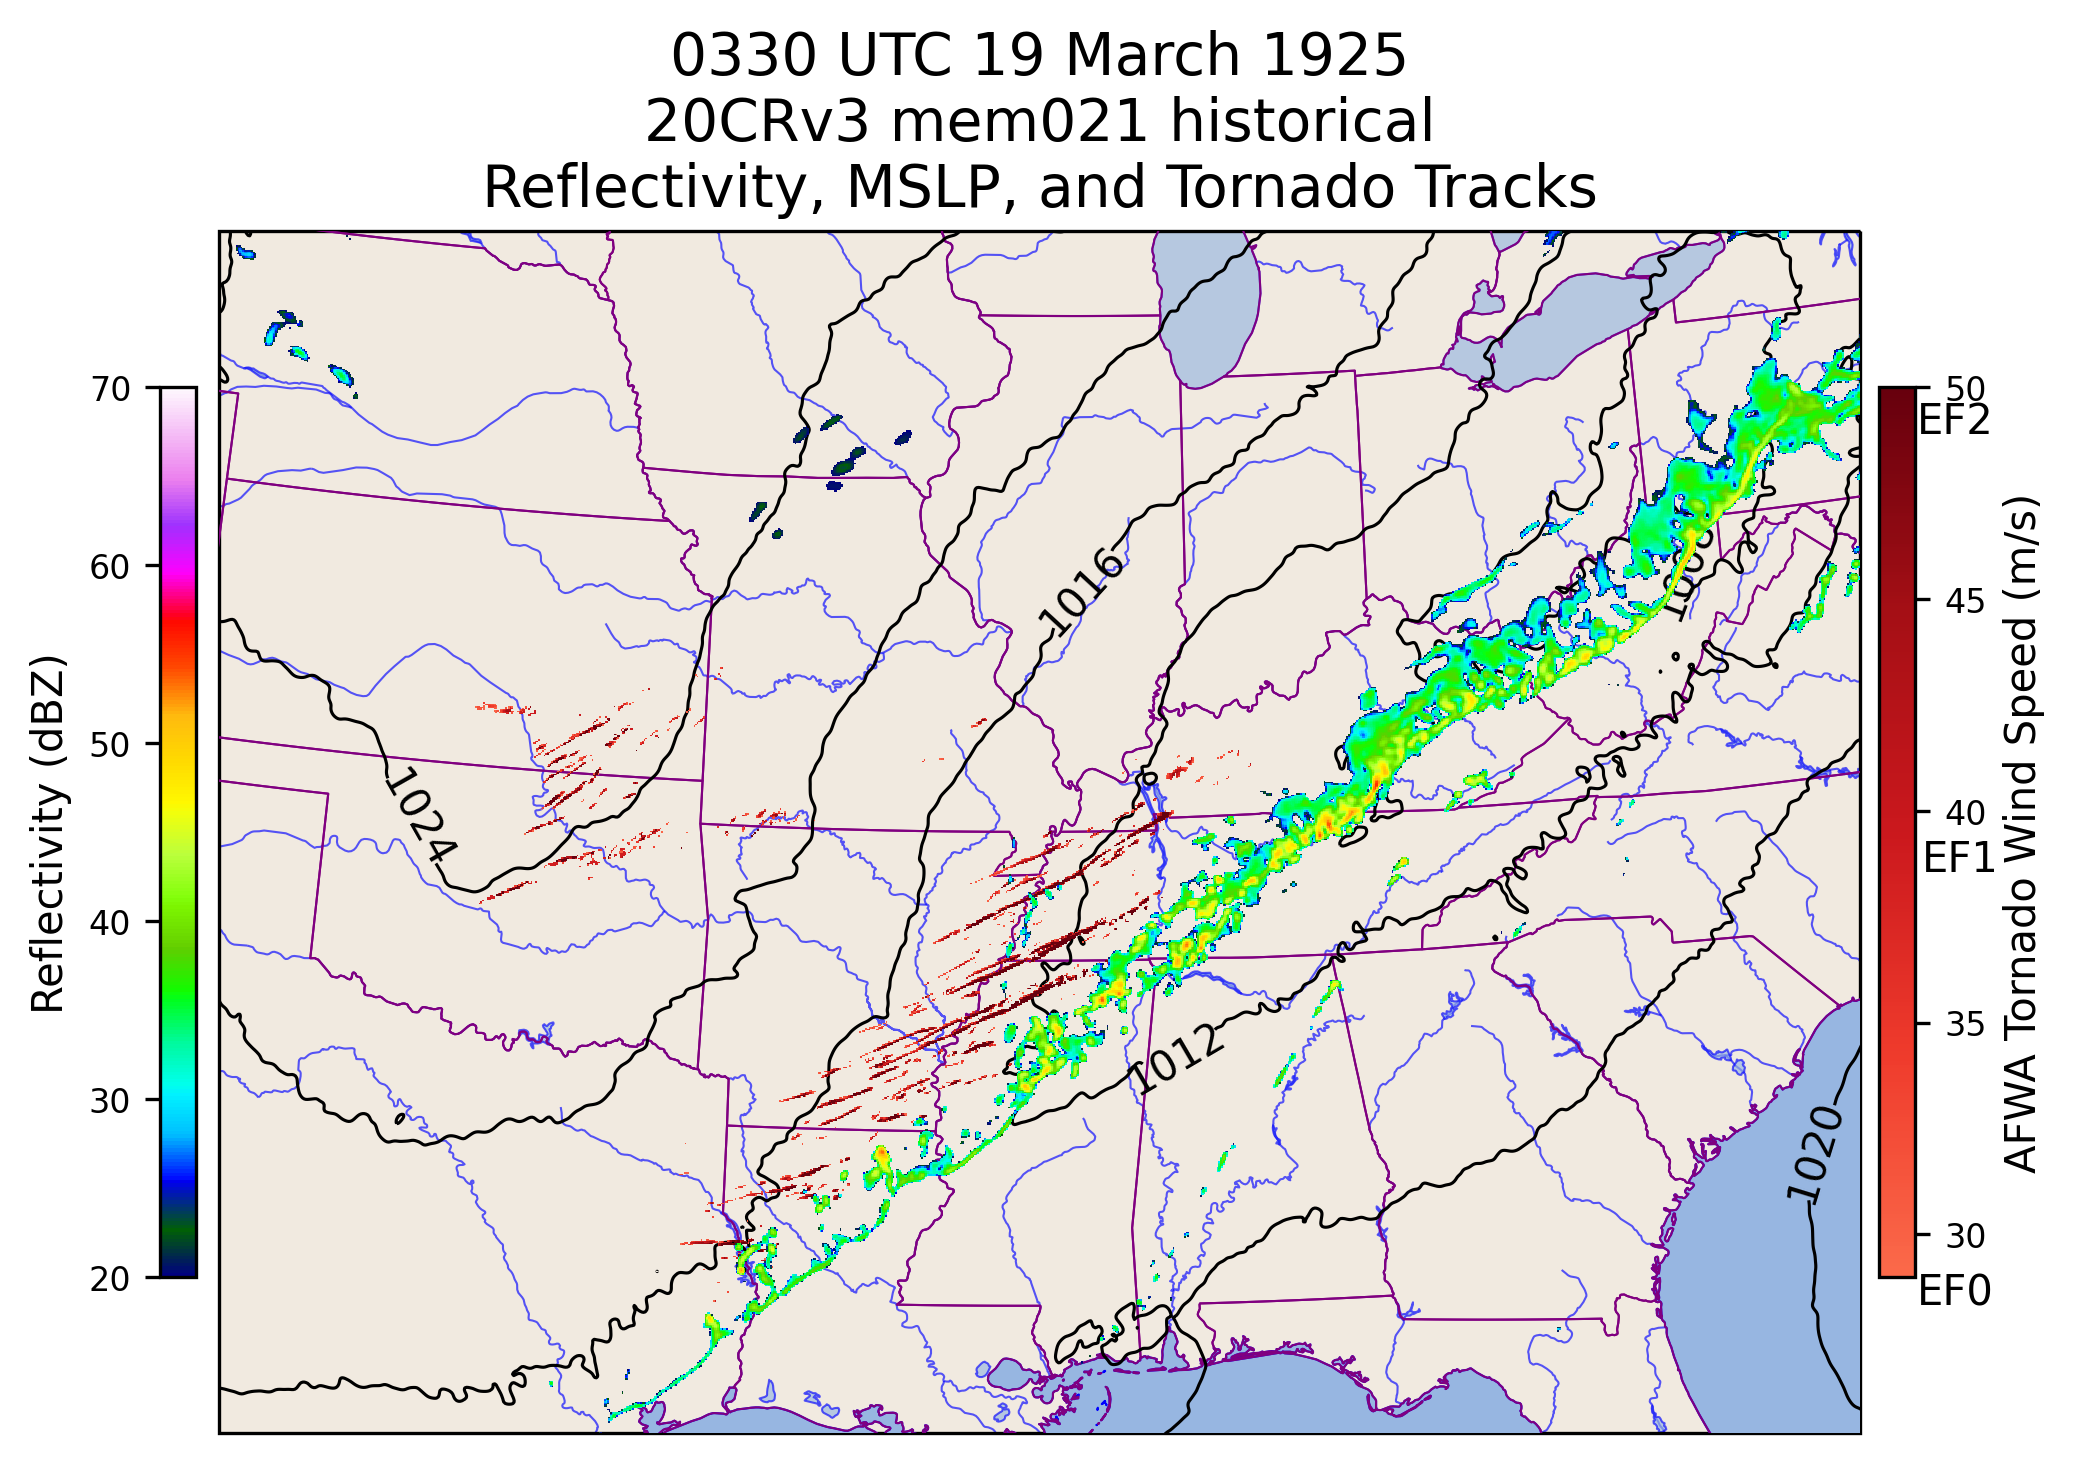 0330 UTC 19 March 1925
20CRv3 mem021 historical
Reflectivity, MSLP, and Tornado Tracks
Reflectivity (dBZ)
70
60
50
40
30
20
1024
1016
1008
1012
1020
50
EF2
45
40
EF1
35
30
EF0
AFWA Tornado Wind Speed (m/s)